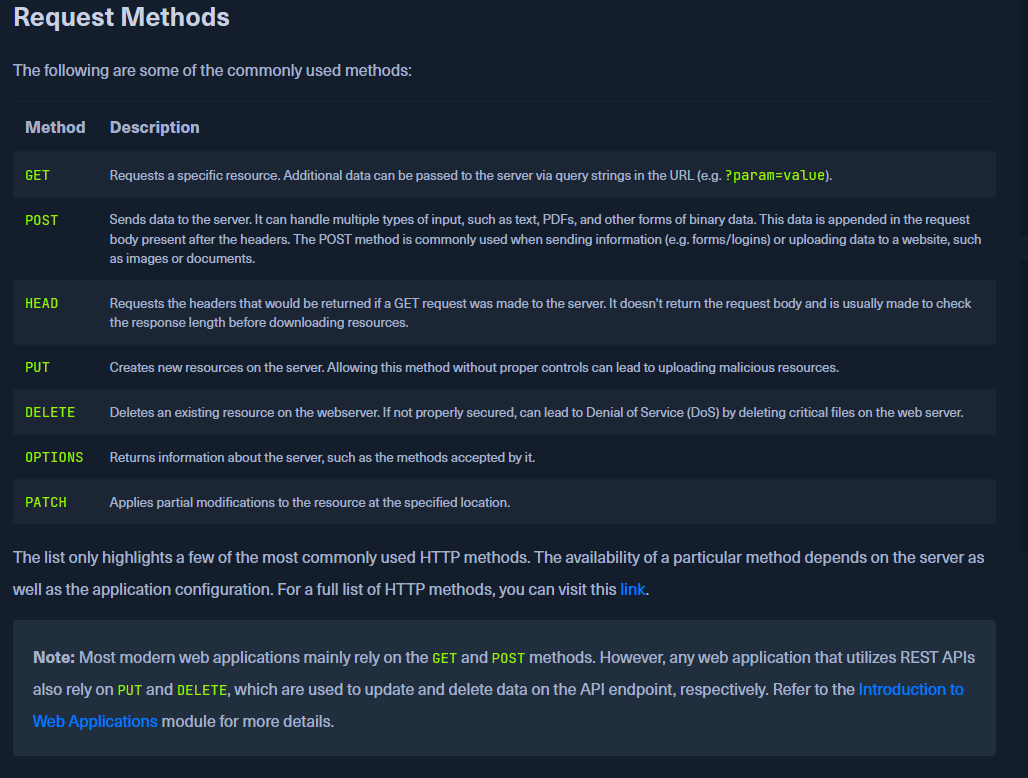 Request Methods
The following are some of the commonly used methods:
Method Description
GET Requests a specific resource. Additional data can be passed to the server via query strings in the URL (e.g. ?param=value).
POST Sends data to the server. It can handle multiple types of input, such as text, PDFs, and other forms of binary data. This data is appended in the request
body present after the headers. The POST method is commonly used when sending information (e.g. forms/logins) or uploading data to a website, such
as images or documents.
HEAD Requests the headers that would be returned if a GET request was made to the server. It doesn't return the request body and is usually made to check
the response length before downloading resources.
PUT Creates new resources on the server. Allowing this method without proper controls can lead to uploading malicious resources.
DELETE Deletes an existing resource on the webserver. If not properly secured, can lead to Denial of Service (DoS) by deleting critical files on the web server.
OPTIONS Returns information about the server, such as the methods accepted by it.
PATCH Applies partial modifications to the resource at the specified location.
The list only highlights a few of the most commonly used HTTP methods. The availability of a particular method depends on the server as
well as the application configuration. For a full list of HTTP methods, you can visit this link.
Note: Most modern web applications mainly rely on the GET and POST methods. However, any web application that utilizes REST APIs
also rely on PUT and DELETE, which are used to update and delete data on the API endpoint, respectively. Refer to the Introduction to
Web Applications module for more details.